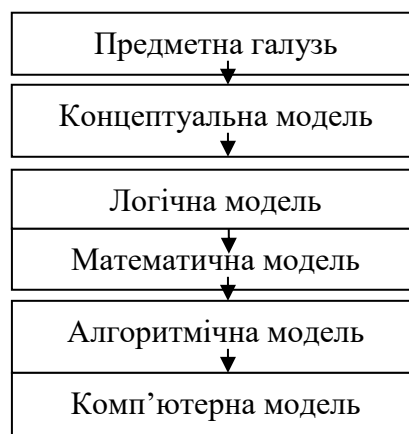 Предметна галузь
Концептуальна модель
Логічна модель
Математична модель
Алгоритмічна модель
Комп’ютерна модель